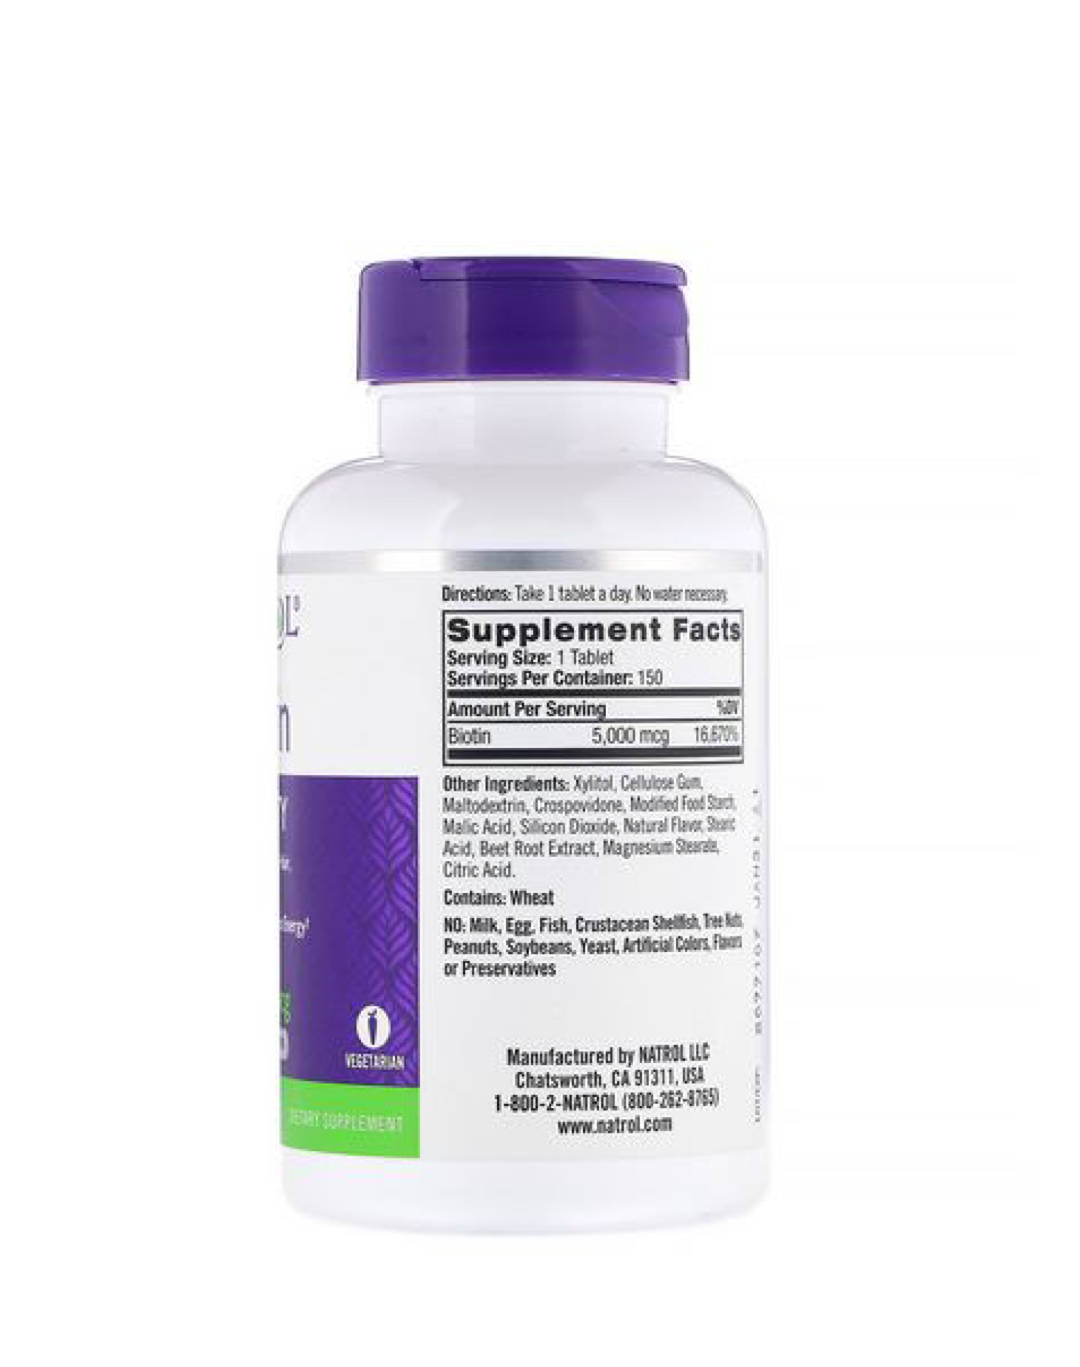 Directions: Take 1 tablet a day. No water necessary.
Supplement Facts
Serving Size: 1 Tablet
Servings Per Container: 150
Amount Per Serving %DV
Biotin 5,000 mcg 16,670%
Other Ingredients: Xylitol, Cellulose Gum,
Maltodextrin, Crospovidone, Modified Food Starch,
Malic Acid, Silicon Dioxide, Natural Flavor, Stearic
Acid, Beet Root Extract, Magnesium Stearate,
Citric Acid.
Contains: Wheat
NO: Milk, Egg, Fish, Crustacean Shellfish, Tree Nuts,
Peanuts, Soybeans, Yeast, Artificial Colors, Flavors
or Preservatives
Manufactured by NATROL LLC
Chatsworth, CA 91311, USA
1-800-2-NATROL (800-262-8765)
www.natrol.com
L®
n
Energy†
VEGETARIAN
DIETARY SUPPLEMENT